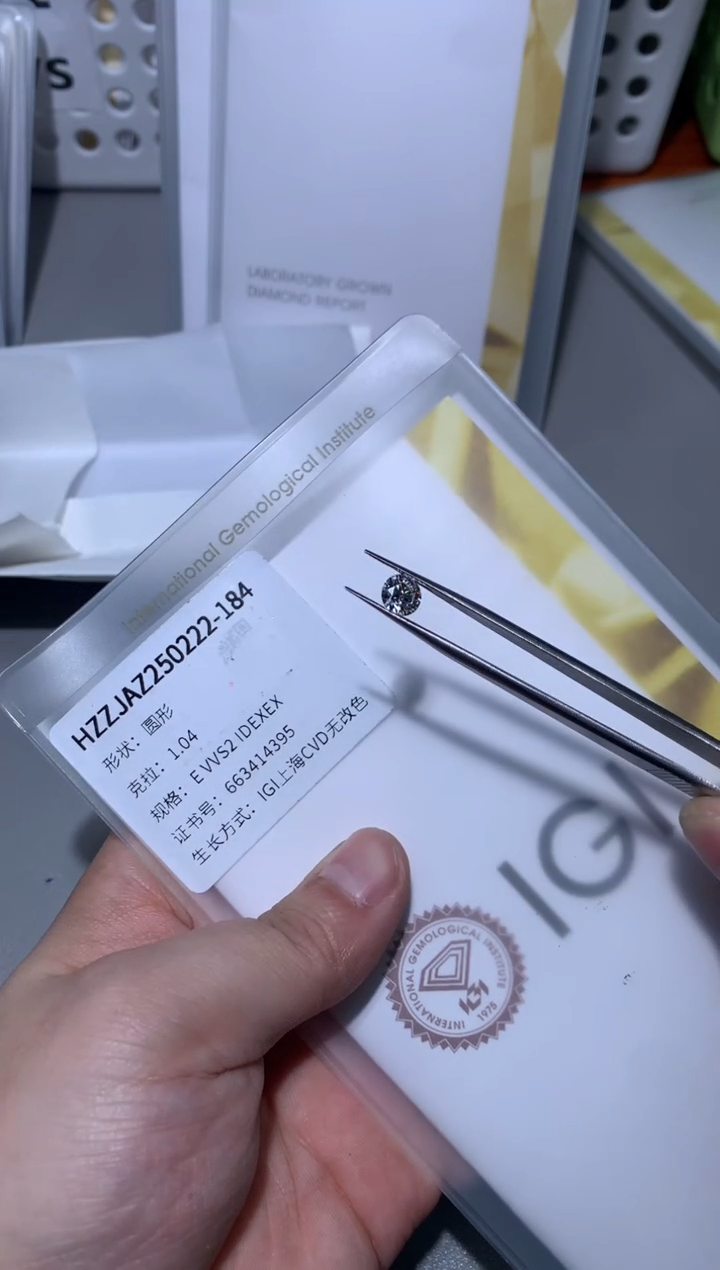 LABORATORY GROWN
DIAMOND REPORT
International Gemological Institute
HZZJAZ250222-184
形状：圆形
克拉：1.04
规格：E VVS2 IDEXEX
证书号：663414395
生长方式：IGI上海CVD无改色
IGI
INTERNATIONAL GEMOLOGICAL INSTITUTE
IGI
1975